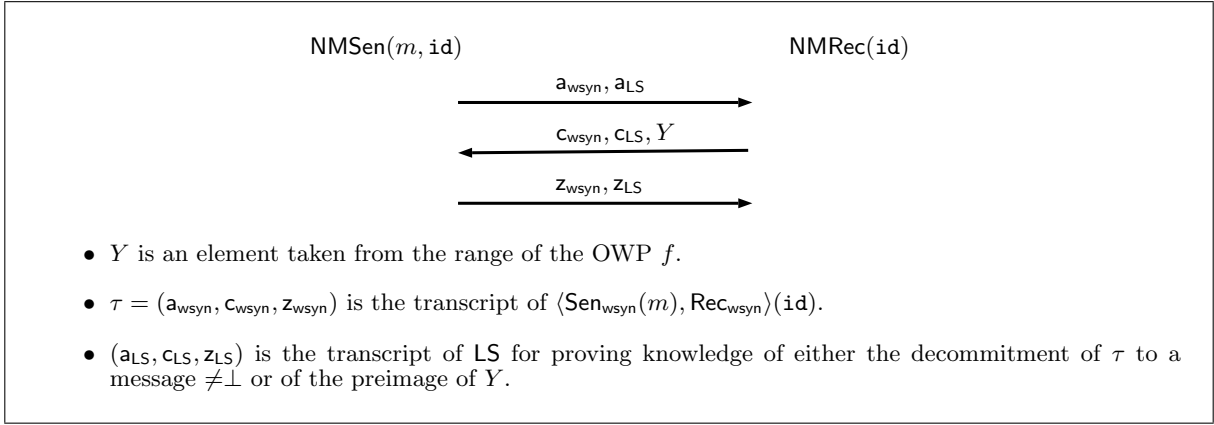 NMSen(m, id) NMRec(id)
a_wsyn, a_LS
c_wsyn, c_LS, Y
z_wsyn, z_LS
• Y is an element taken from the range of the OWP f.
• τ = (a_wsyn, c_wsyn, z_wsyn) is the transcript of ⟨Sen_wsyn(m), Rec_wsyn⟩(id).
• (a_LS, c_LS, z_LS) is the transcript of LS for proving knowledge of either the decommitment of τ to a
message ≠⊥ or of the preimage of Y.